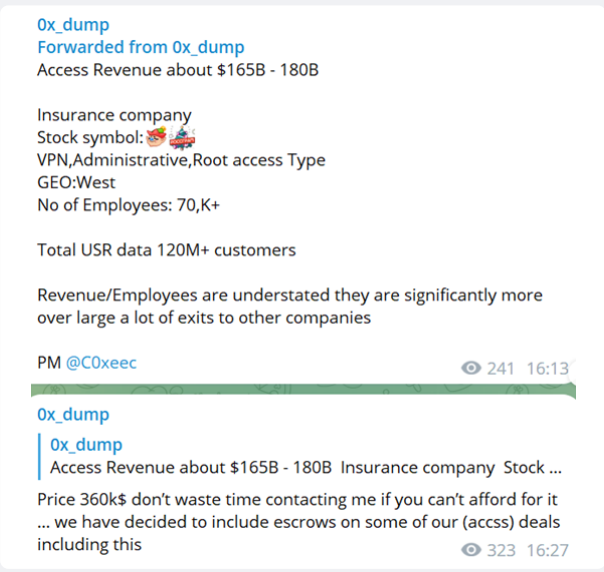 0x_dump
Forwarded from 0x_dump
Access Revenue about $165B - 180B
Insurance company
Stock symbol:
VPN,Administrative,Root access Type
GEO:West
No of Employees: 70,K+
Total USR data 120M+ customers
Revenue/Employees are understated they are significantly more
over large a lot of exits to other companies
PM @C0xeec
241 16:13
0x_dump
0x_dump
Access Revenue about $165B - 180B Insurance company Stock ...
Price 360k$ don’t waste time contacting me if you can’t afford for it
... we have decided to include escrows on some of our (accss) deals
including this
323 16:27